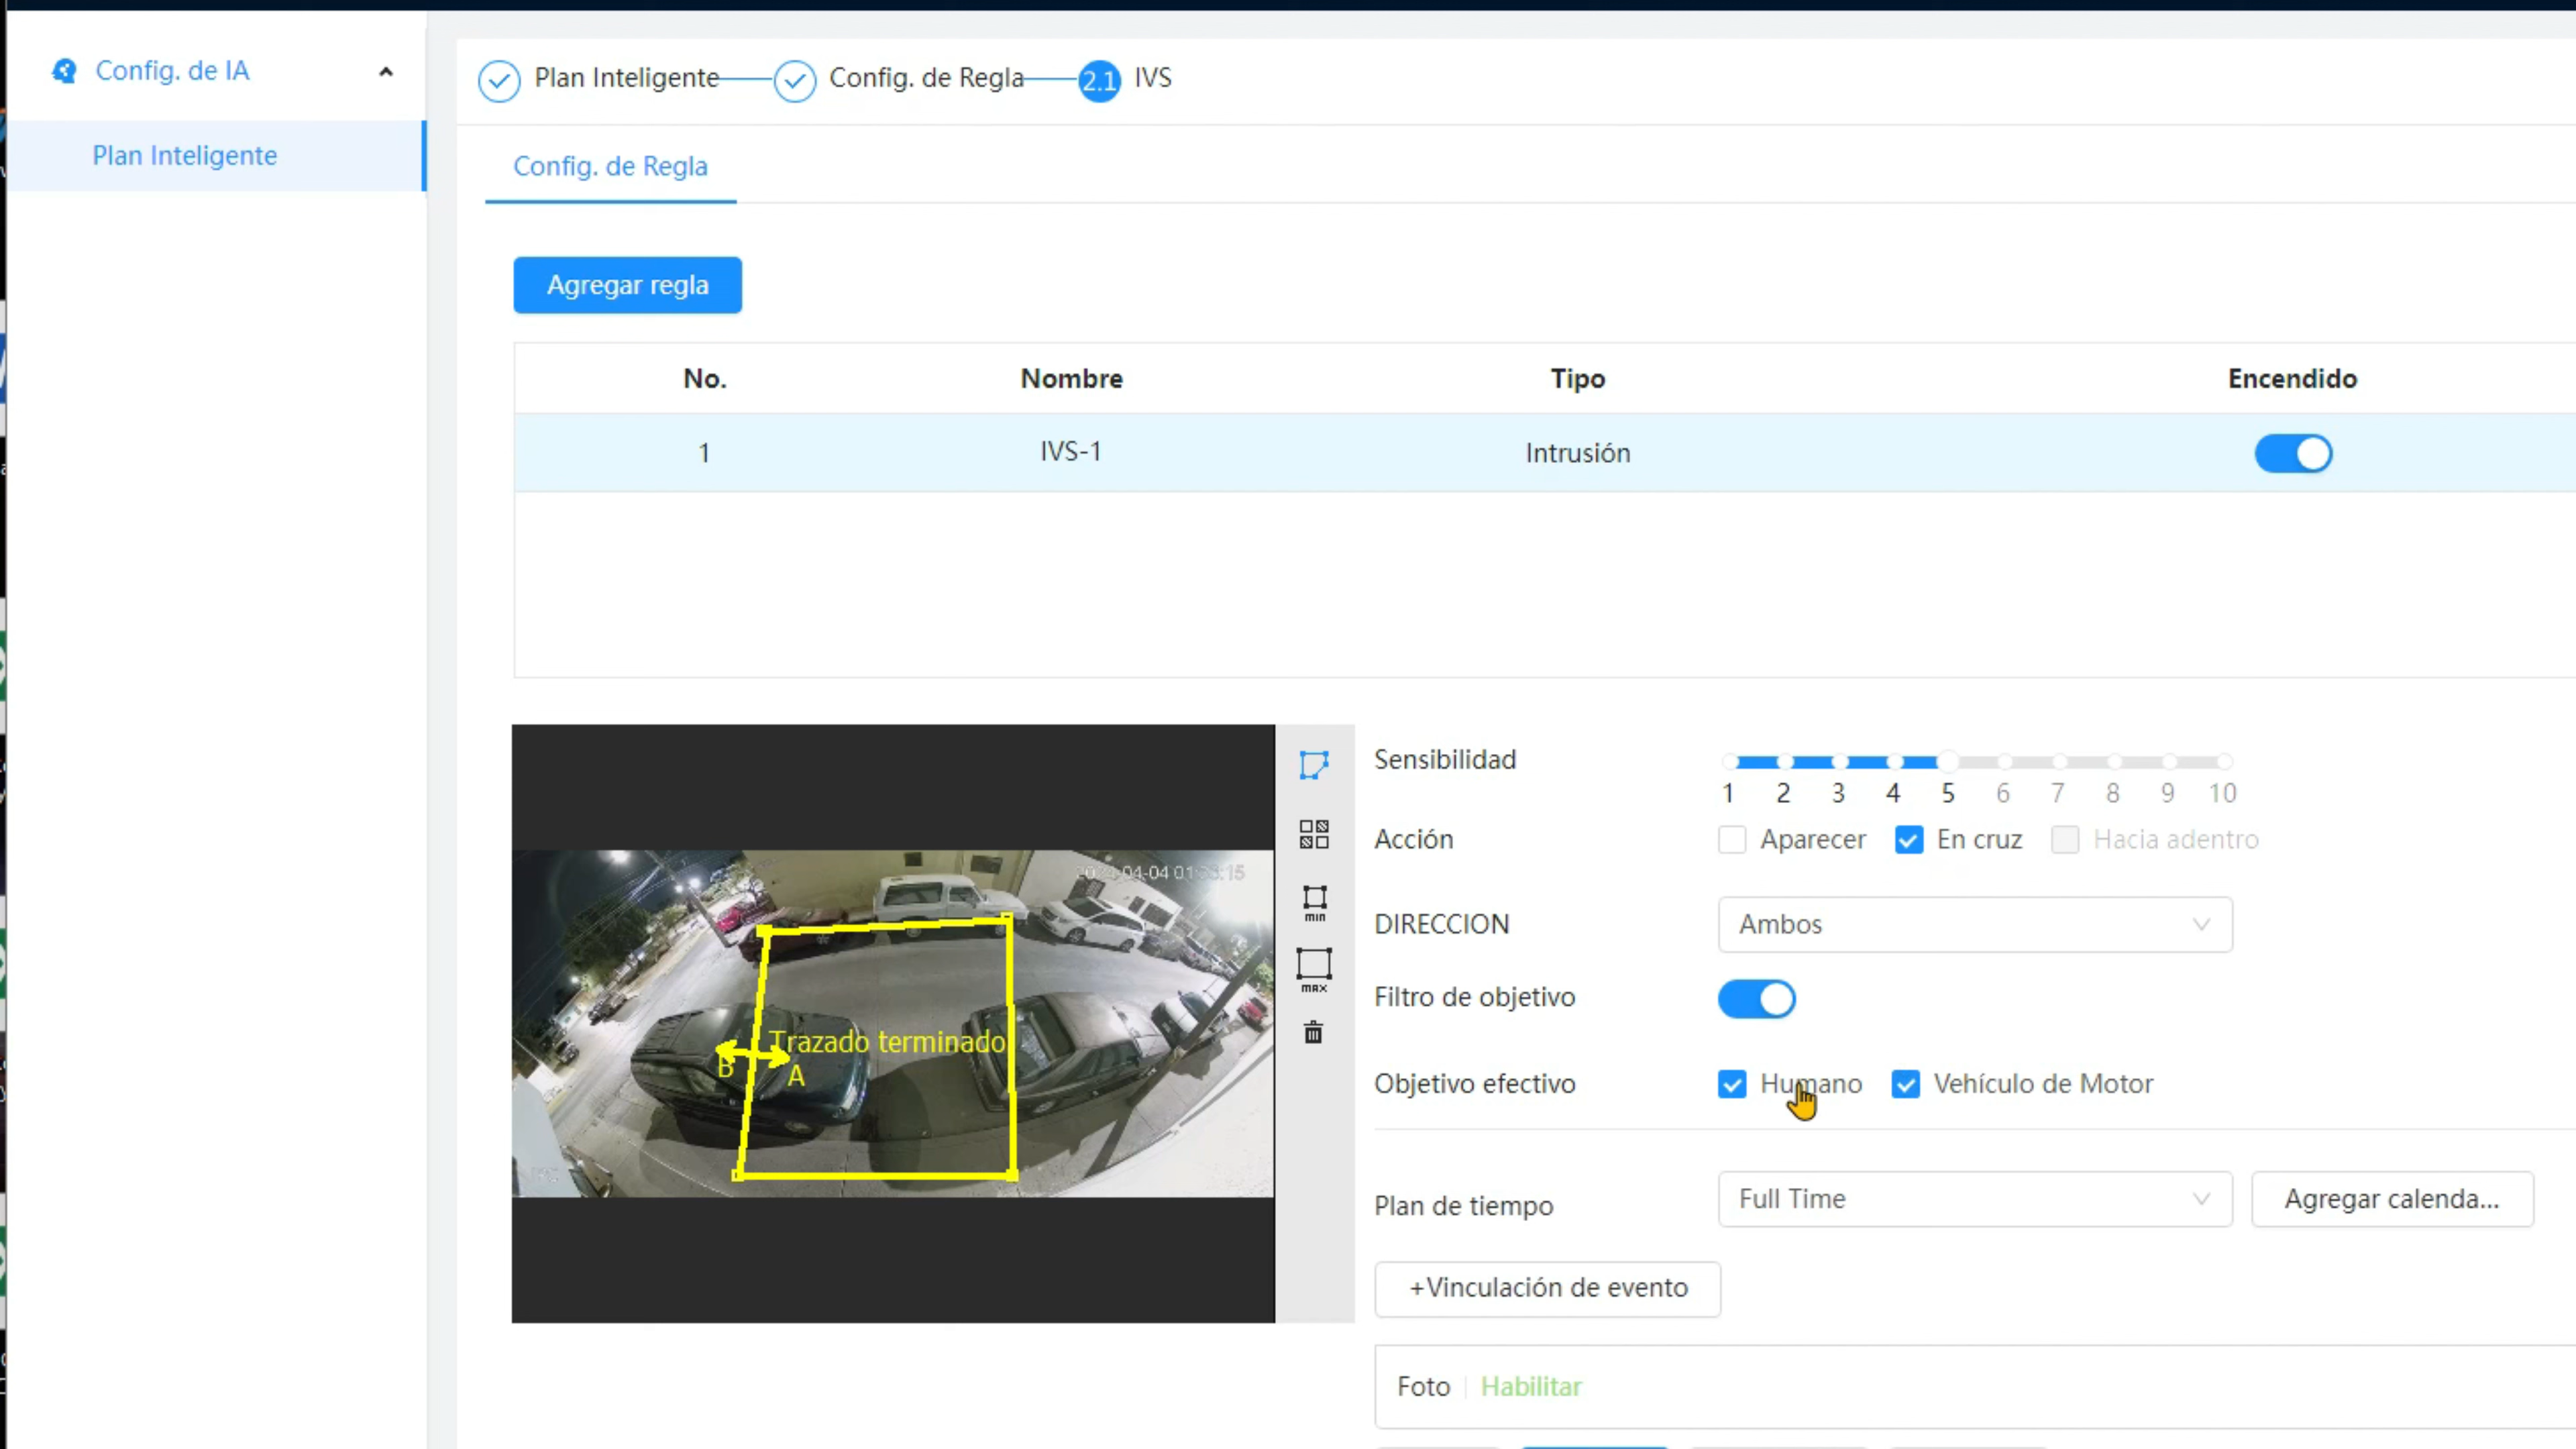 Config. de IA
Plan Inteligente
Plan Inteligente
Config. de Regla
2.1 IVS
Config. de Regla
Agregar regla
No. Nombre Tipo Encendido
1 IVS-1 Intrusión
Sensibilidad
1 2 3 4 5 6 7 8 9 10
Acción Aparecer En cruz Hacia adentro
DIRECCION Ambos
Filtro de objetivo
Objetivo efectivo Humano Vehículo de Motor
Plan de tiempo Full Time Agregar calenda...
+Vinculación de evento
Foto Habilitar
min
max
Trazado terminado
B A